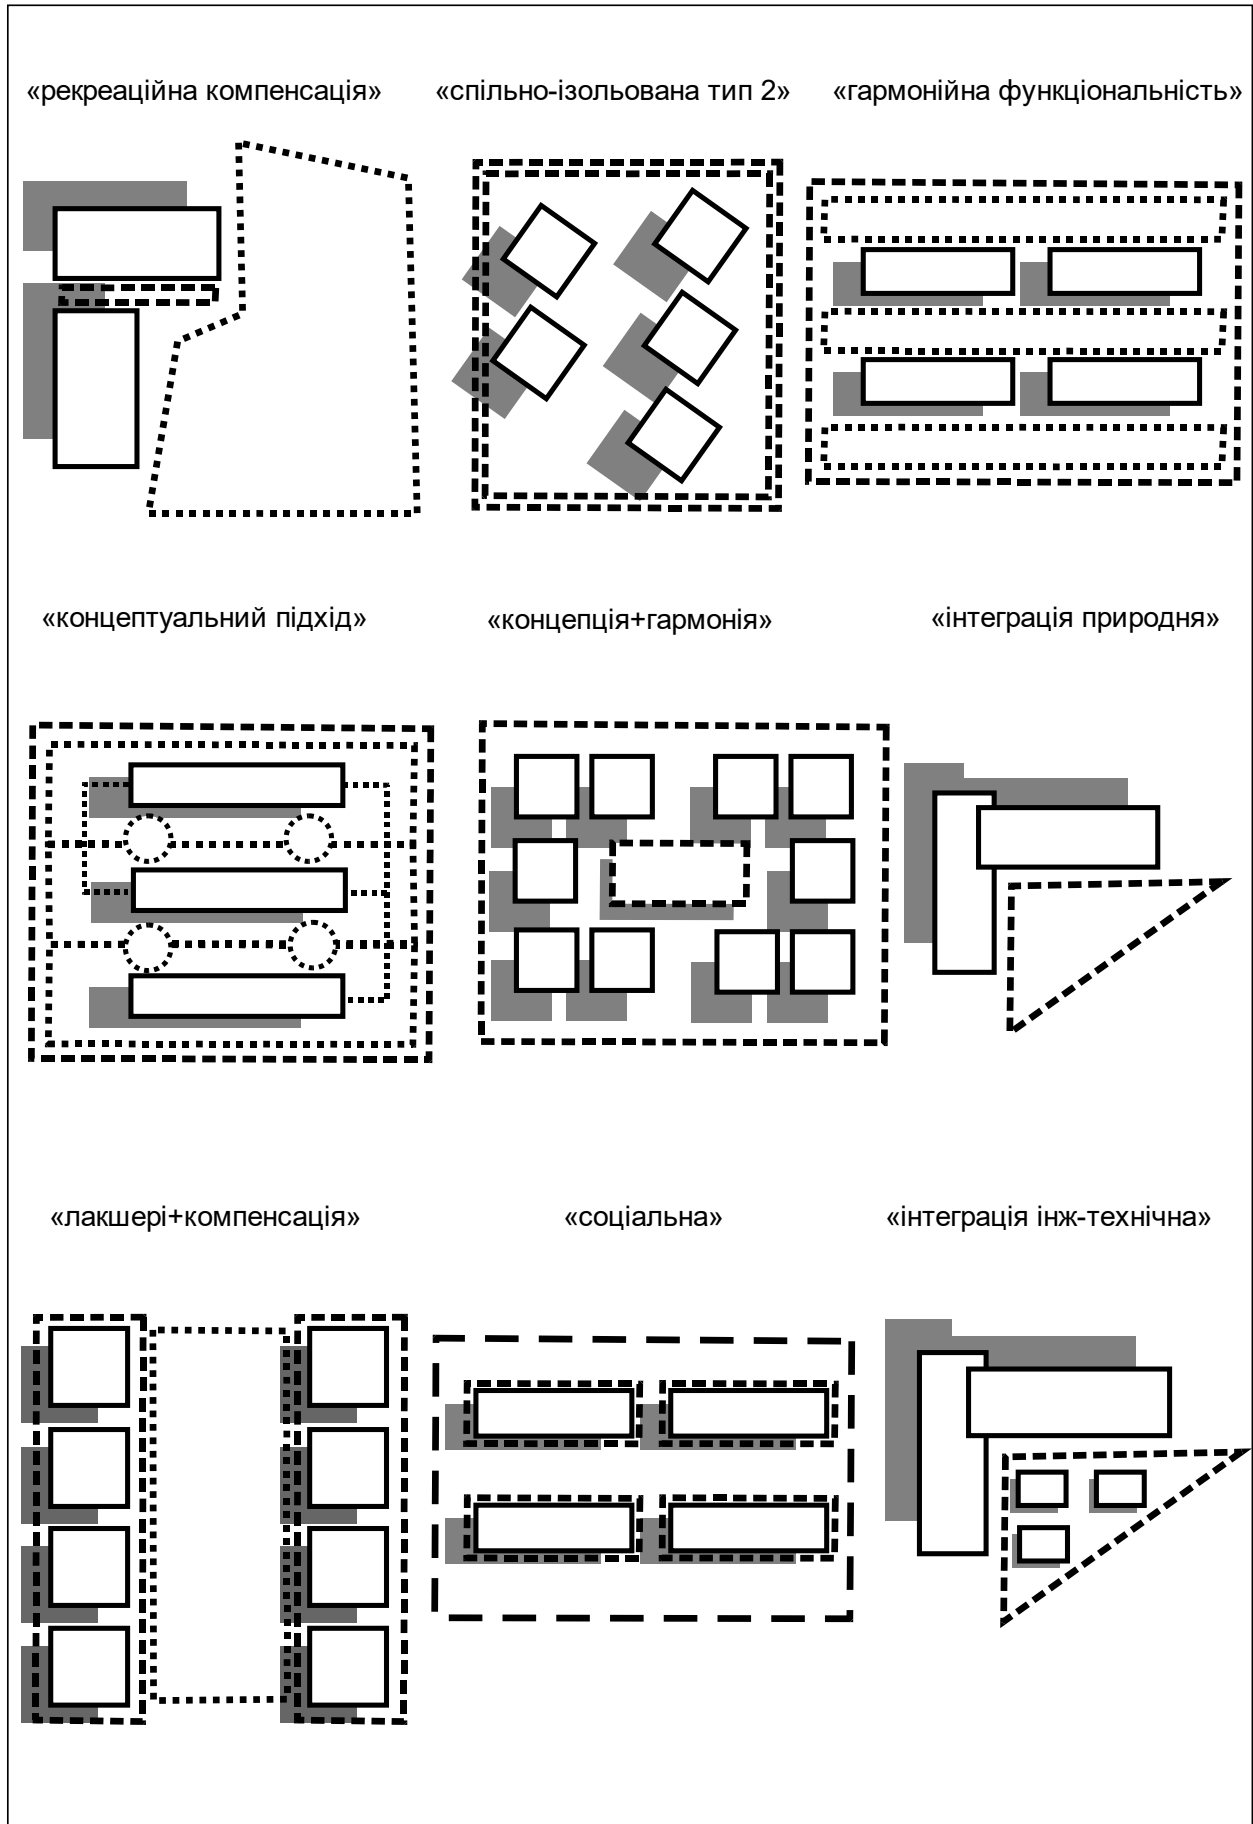 «рекреаційна компенсація» «спільно-ізольована тип 2» «гармонійна функціональність»
«концептуальний підхід» «концепція+гармонія» «інтеграція природня»
«лакшері+компенсація» «соціальна» «інтеграція інж-технічна»